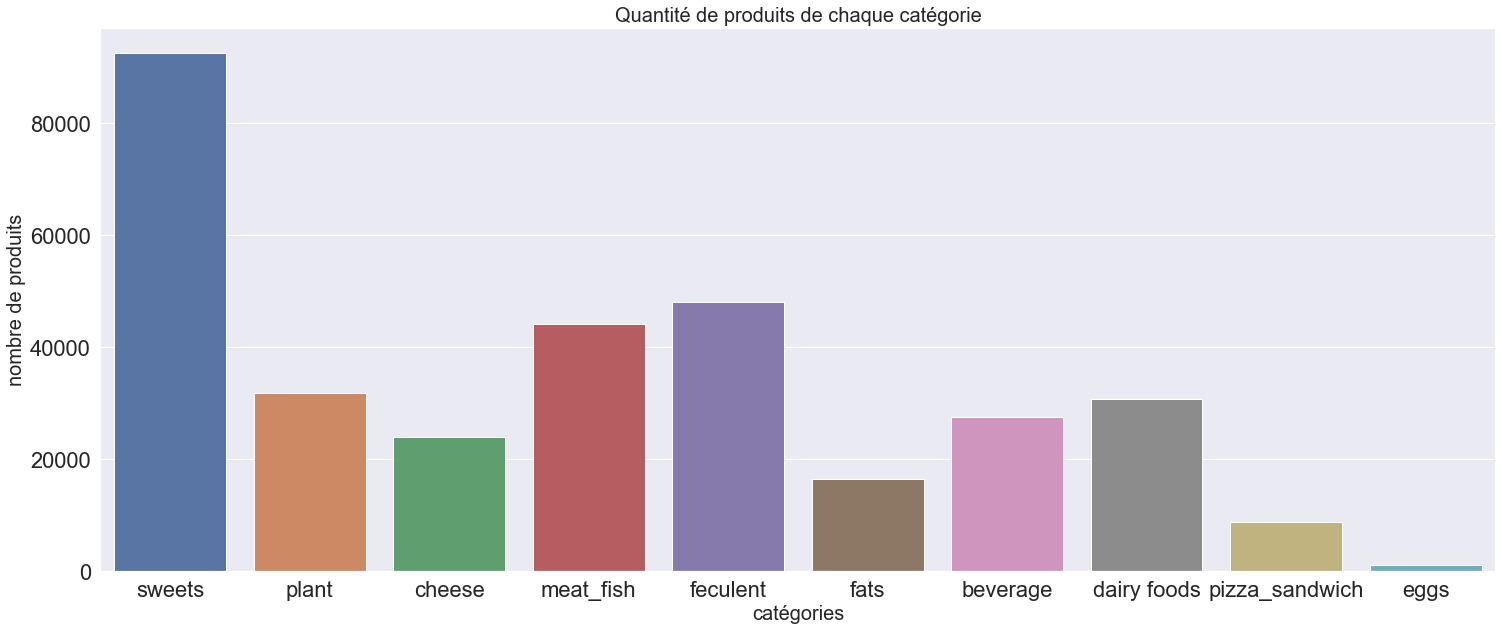 Quantité de produits de chaque catégorie
nombre de produits
80000
60000
40000
20000
0
sweets plant cheese meat_fish feculent fats beverage dairy foods pizza_sandwich eggs
catégories